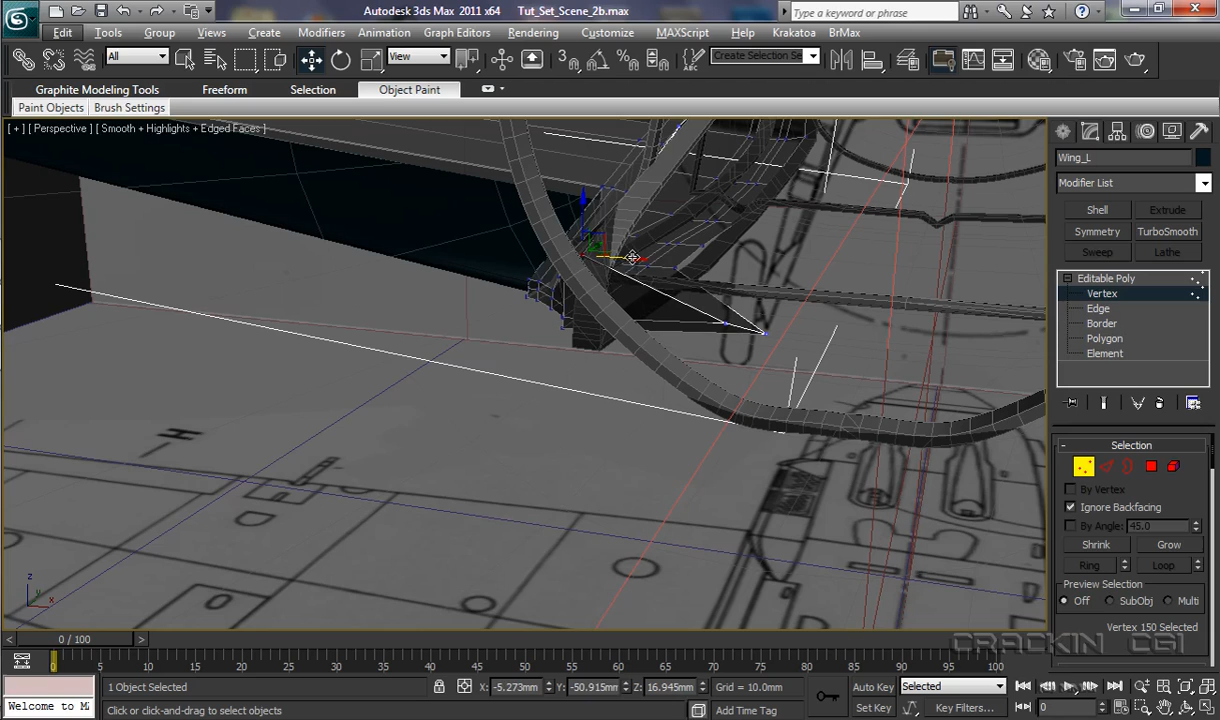 Autodesk 3ds Max 2011 x64 Tut_Set_Scene_2b.max
Type a keyword or phrase
Edit Tools Group Views Create Modifiers Animation Graph Editors Rendering Customize MAXScript Help Krakatoa BrMax
All View Create Selection Se
Graphite Modeling Tools Freeform Selection Object Paint
Paint Objects Brush Settings
[ + ] [ Perspective ] [ Smooth + Highlights + Edged Faces ]
Wing_L
Modifier List
Shell Extrude
Symmetry TurboSmooth
Sweep Lathe
Editable Poly
Vertex
Edge
Border
Polygon
Element
Selection
By Vertex
Ignore Backfacing
By Angle: 45.0
Shrink Grow
Ring Loop
Preview Selection
Off SubObj Multi
Vertex 150 Selected
CRACKIN CGI
z
x
0 / 100
0 5 10 15 20 25 30 35 40 45 50 55 60 65 70 75 80 85 90 95 100
1 Object Selected X: -5.273mm Y: -50.915mm Z: 16.945mm Grid = 10.0mm Auto Key Selected
Welcome to MA Click or click-and-drag to select objects Add Time Tag Set Key Key Filters... 0